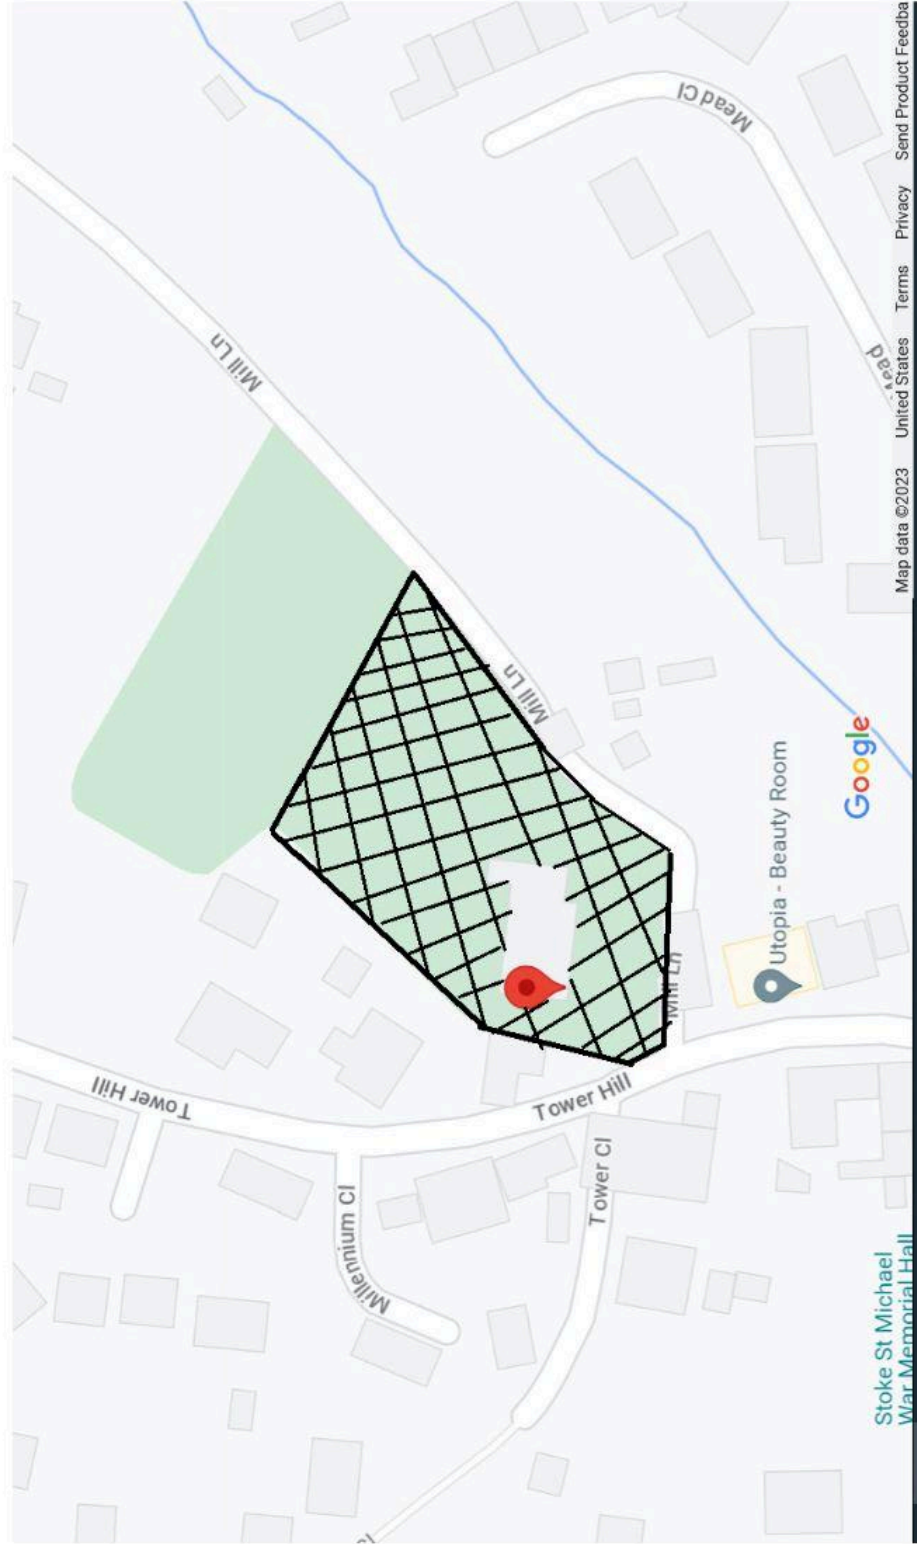 Mill Ln
Mead Cl
Mead
Mill Ln
Mill Ln
Tower Hill
Tower Hill
Tower Cl
Millennium Cl
Utopia - Beauty Room
Stoke St Michael
War Memorial Hall
Google
Map data ©2023 United States Terms Privacy Send Product Feedba